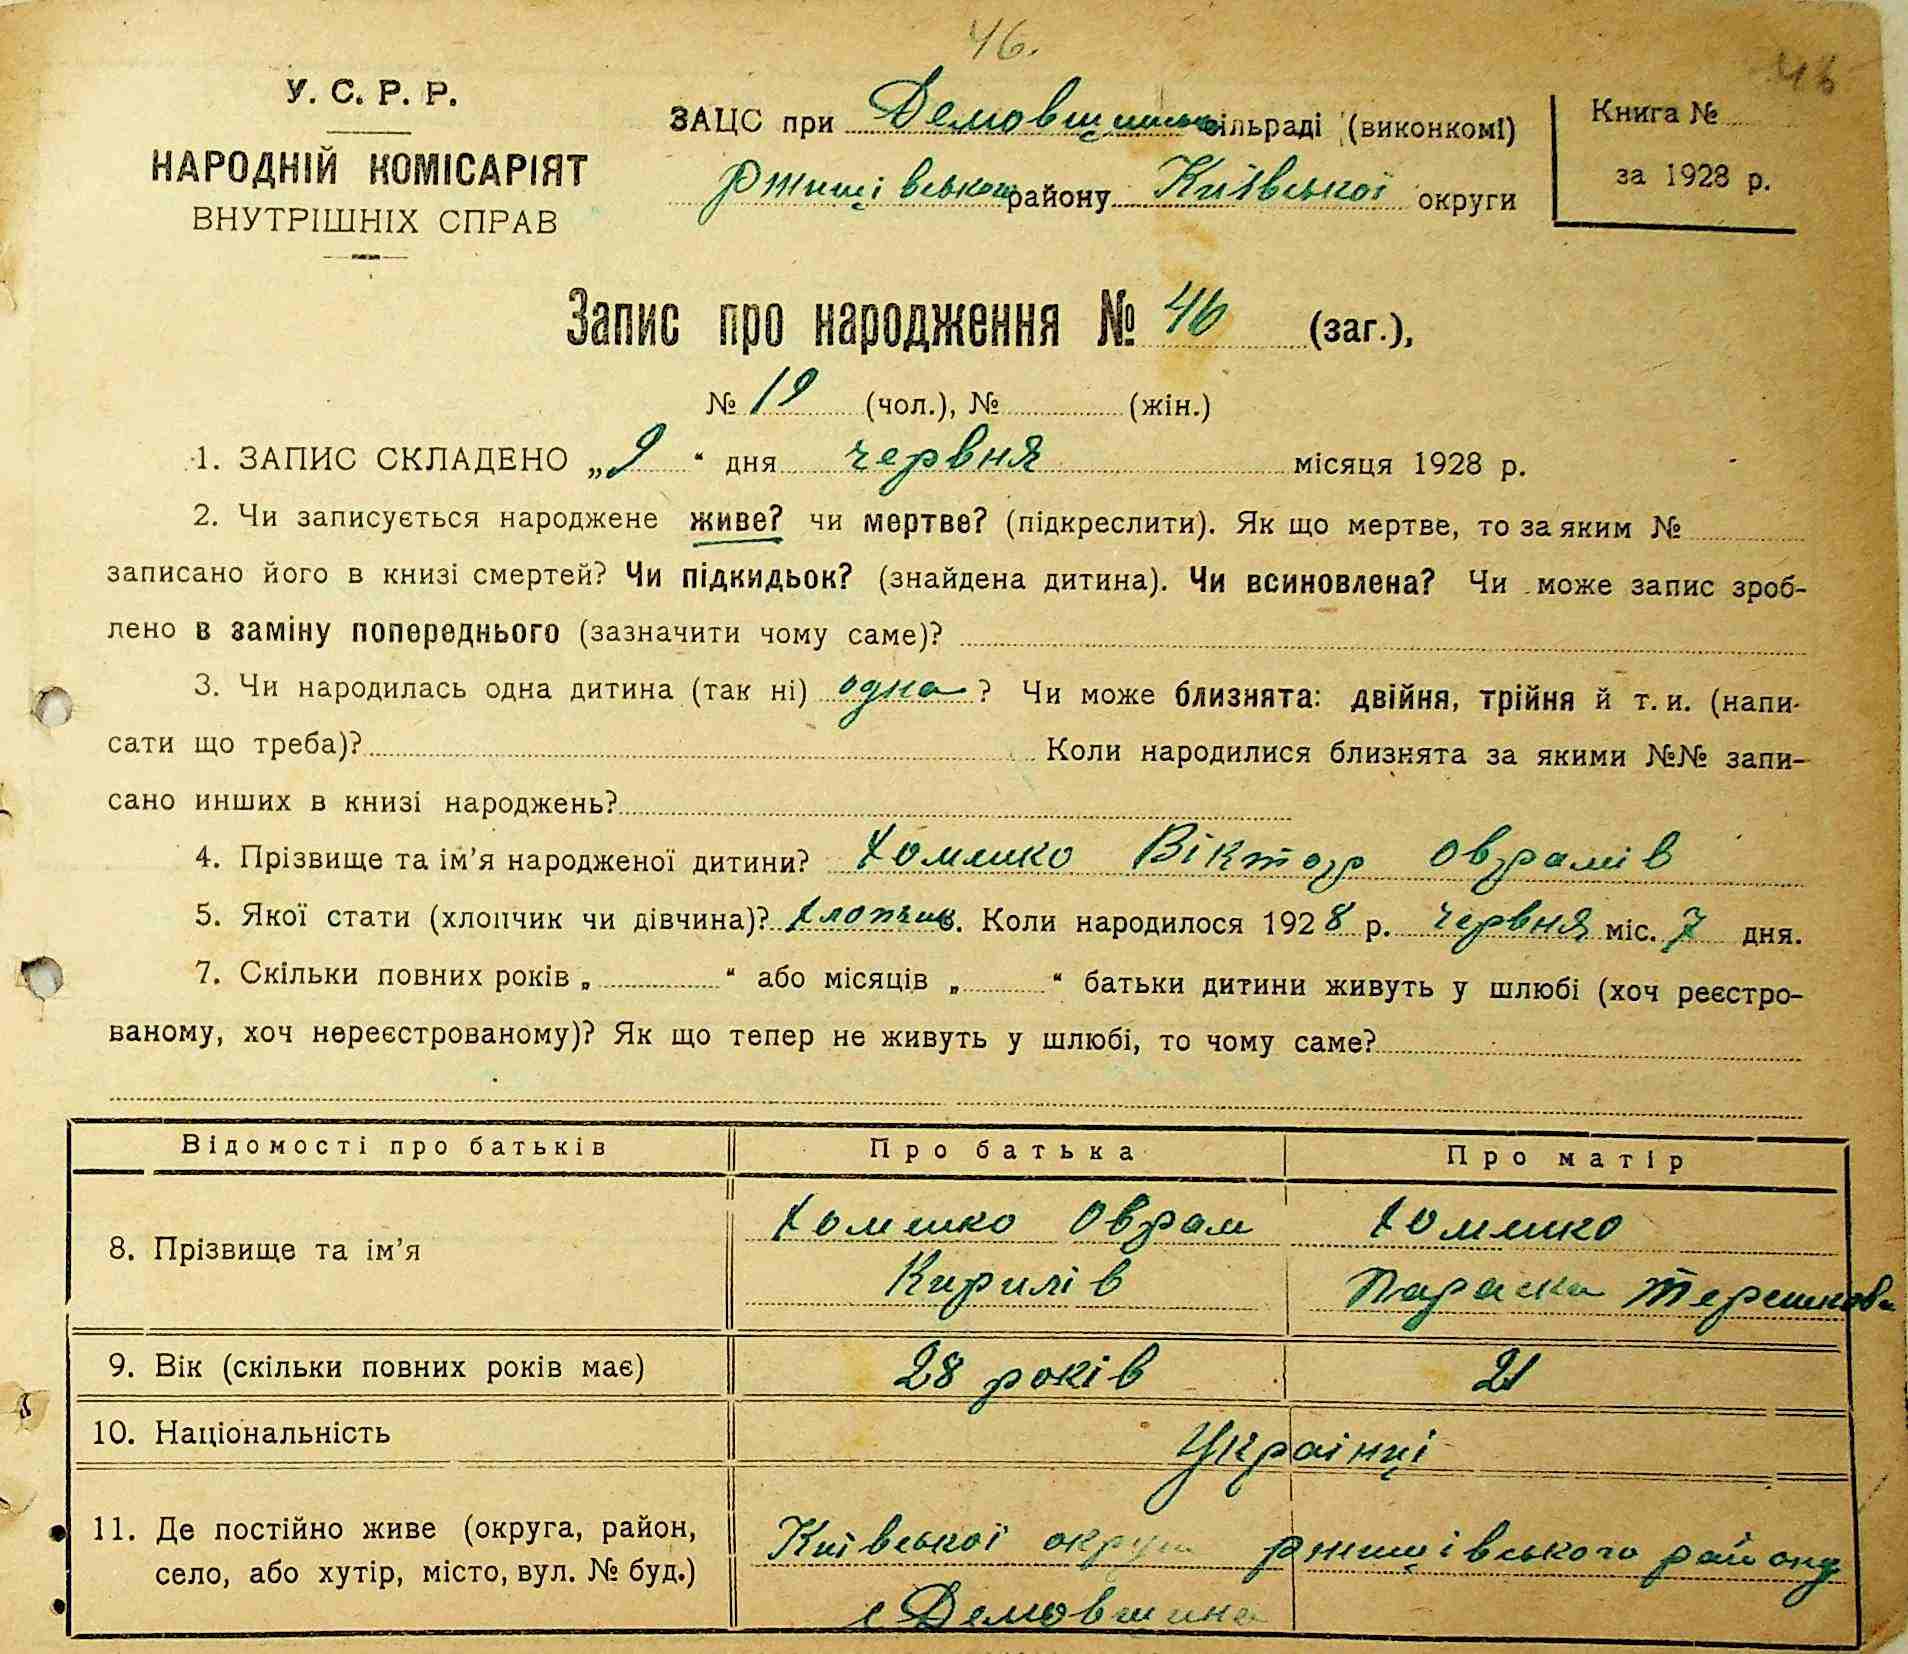 46.
46
У. С. Р. Р.
НАРОДНІЙ КОМІСАРІЯТ
ВНУТРІШНІХ СПРАВ
ЗАЦС при Демовщинській сільраді (виконкомі)
Ржищівського району Київської округи
Книга №
за 1928 р.
Запис про народження № 46 (заг.),
№ 19 (чол.), № (жін.)
1. ЗАПИС СКЛАДЕНО „9“ дня червня місяця 1928 р.
2. Чи записується народжене живе? чи мертве? (підкреслити). Як що мертве, то за яким №
записано його в книзі смертей? Чи підкидьок? (знайдена дитина). Чи всиновлена? Чи може запис зроб-
лено в заміну попереднього (зазначити чому саме)?
3. Чи народилась одна дитина (так ні) одна ? Чи може близнята: двійня, трійня й т. и. (напи-
сати що треба)? Коли народилися близнята за якими №№ запи-
сано инших в книзі народжень?
4. Прізвище та ім’я народженої дитини? Хомкико Віктор Оврамів
5. Якої стати (хлопчик чи дівчина)? хлопчик. Коли народилося 1928 р. червня міс. 7 дня.
7. Скільки повних років „ “ або місяців „ “ батьки дитини живуть у шлюбі (хоч реєстро-
ваному, хоч нереєстрованому)? Як що тепер не живуть у шлюбі, то чому саме?
Відомості про батьків Про батька Про матір
8. Прізвище та ім’я
Оврам
Кирилів Параска Терешкова
9. Вік (скільки повних років має) 28 років 21
10. Національність Українці
11. Де постійно живе (округа, район,
село, або хутір, місто, вул. № буд.)
Київської округи Ржищівського району
с Демовщина